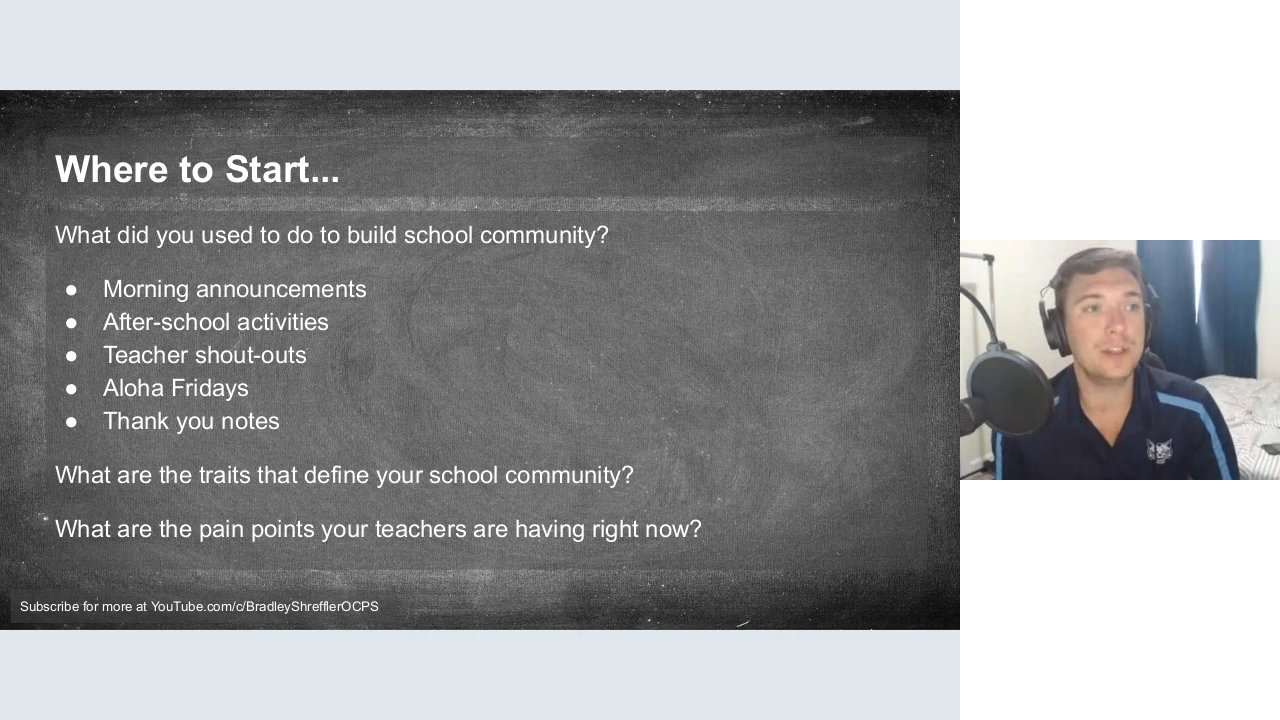 Where to Start...
What did you used to do to build school community?
● Morning announcements
● After-school activities
● Teacher shout-outs
● Aloha Fridays
● Thank you notes
What are the traits that define your school community?
What are the pain points your teachers are having right now?
Subscribe for more at YouTube.com/c/BradleyShrefflerOCPS